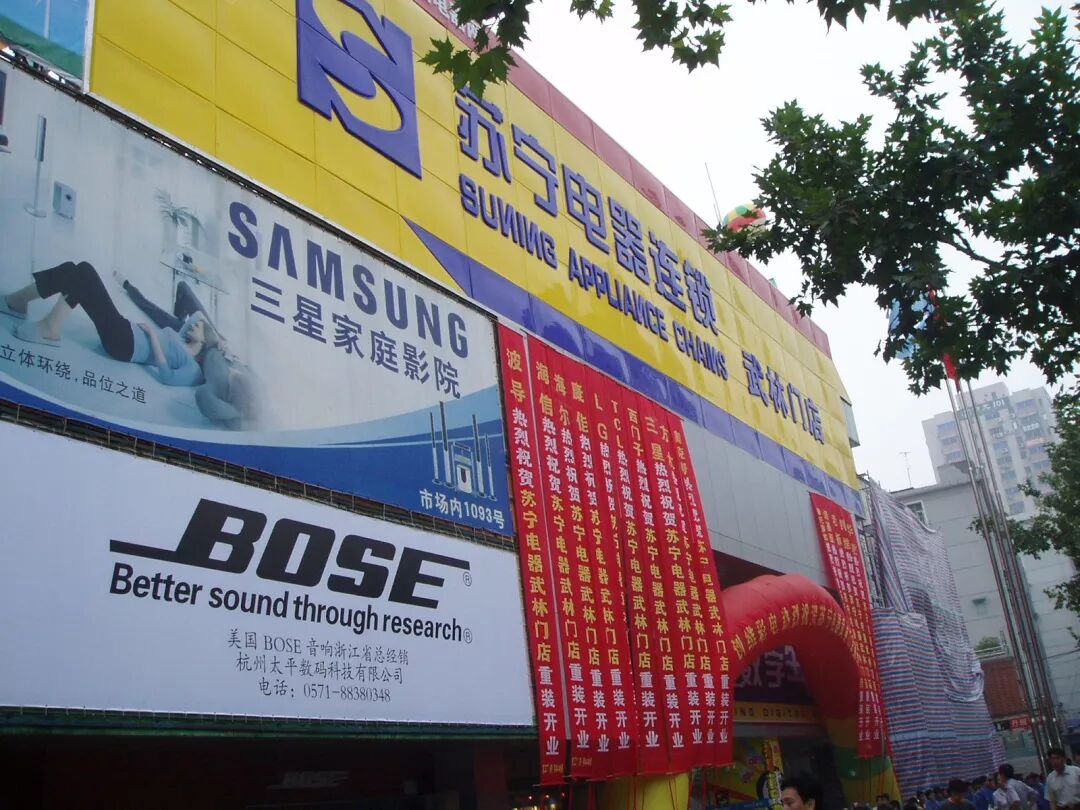 苏宁电器连锁
SUNING APPLIANCE CHAINS
武林门店
SAMSUNG
三星家庭影院
立体环绕,品位之道
市场内1093号
BOSE®
Better sound through research®
美国 BOSE 音响浙江省总经销
杭州太平数码科技有限公司
电话:0571-88380348
波导热烈祝贺苏宁电器武林门店重装开业
海信热烈祝贺苏宁电器武林门店重装开业
海尔热烈祝贺苏宁电器武林门店重装开业
LG热烈祝贺苏宁电器武林门店重装开业
TCL热烈祝贺苏宁电器武林门店重装开业
西门子热烈祝贺苏宁电器武林门店重装开业
三星热烈祝贺苏宁电器武林门店重装开业
BOSE